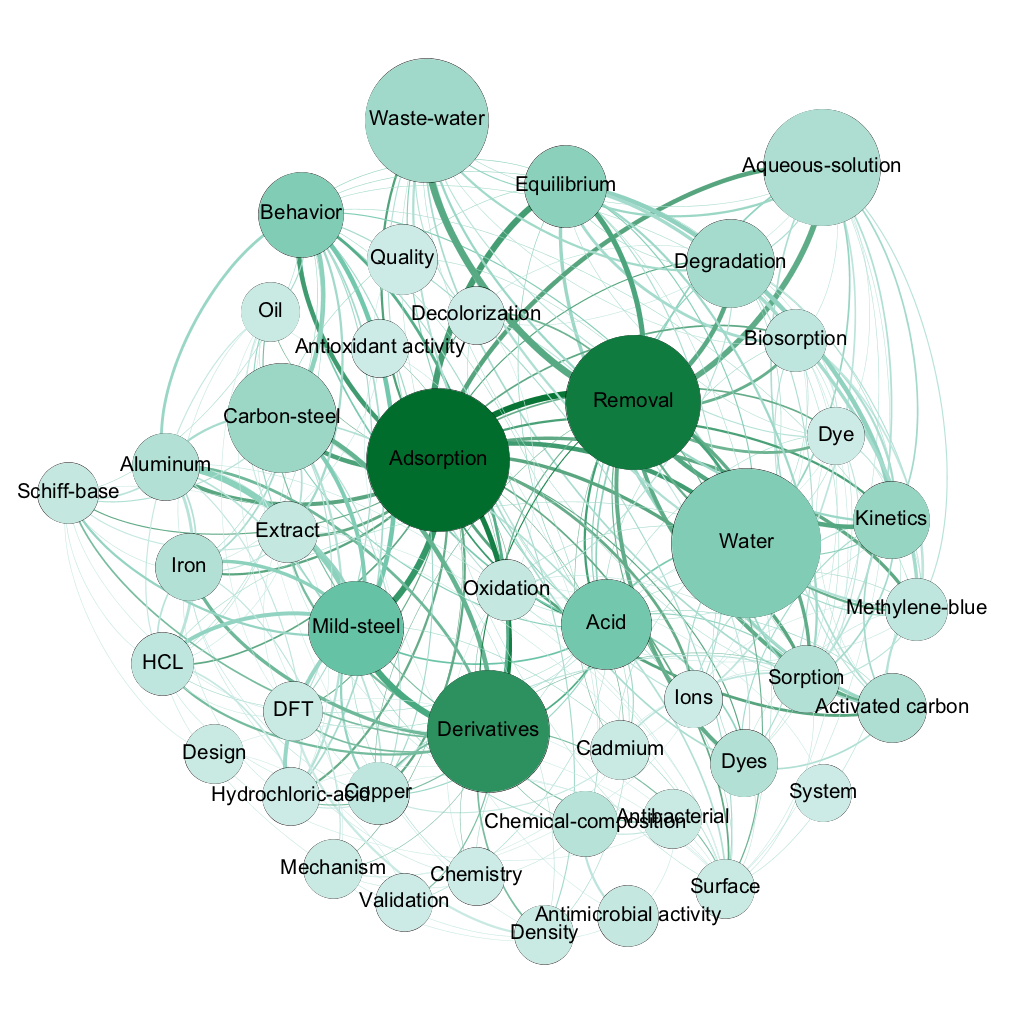 Waste-water
Aqueous-solution
Equilibrium
Behavior
Quality
Degradation
Oil
Decolorization
Biosorption
Antioxidant activity
Removal
Carbon-steel
Dye
Adsorption
Aluminum
Schiff-base
Kinetics
Extract
Water
Iron
Oxidation
Methylene-blue
Mild-steel
Acid
HCL
Sorption
Ions
Activated carbon
DFT
Derivatives
Cadmium
Design
Dyes
Hydrochloric-acid
Copper
System
Chemical-composition
Antibacterial
Mechanism
Chemistry
Surface
Validation
Antimicrobial activity
Density